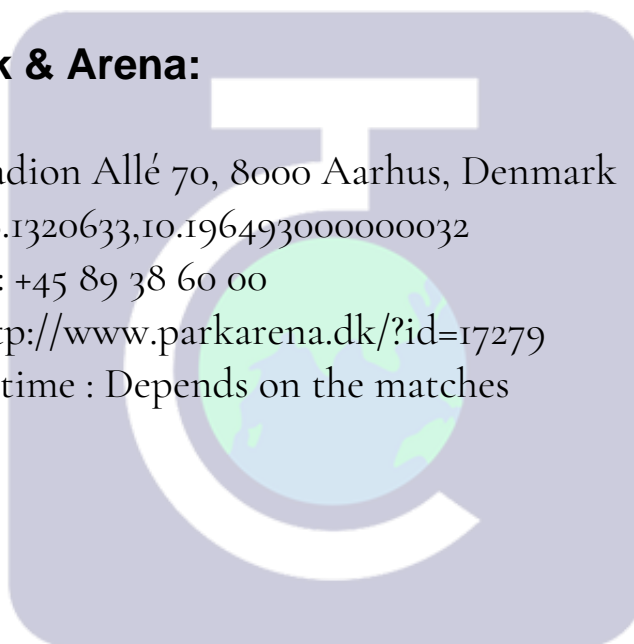 k & Arena:
adion Allé 70, 8000 Aarhus, Denmark
.1320633,10.196493000000032
: +45 89 38 60 00
tp://www.parkarena.dk/?id=17279
time : Depends on the matches